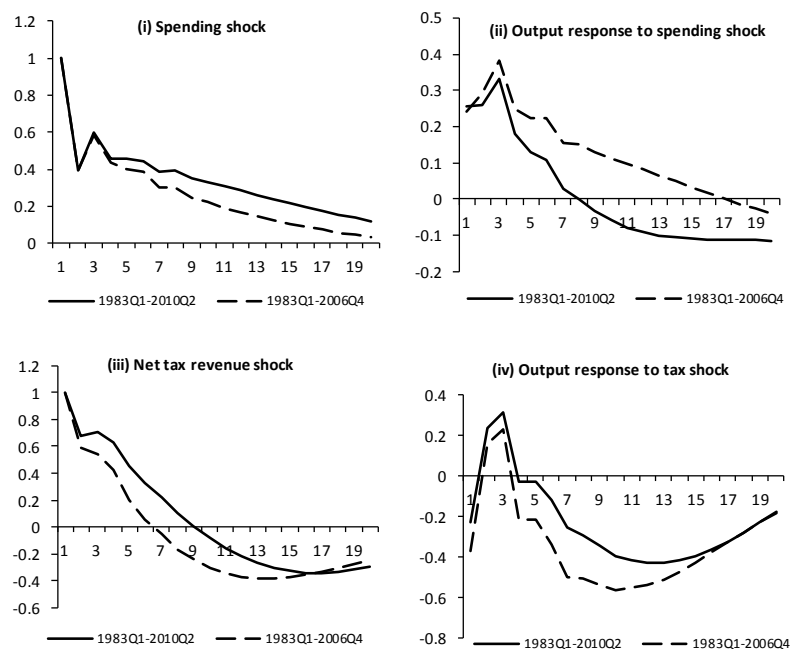 (i) Spending shock
1.2
1
0.8
0.6
0.4
0.2
0
1 3 5 7 9 11 13 15 17 19
1983Q1-2010Q2 1983Q1-2006Q4
(ii) Output response to spending shock
0.5
0.4
0.3
0.2
0.1
0
-0.1
-0.2
1 3 5 7 9 11 13 15 17 19
1983Q1-2010Q2 1983Q1-2006Q4
(iii) Net tax revenue shock
1.2
1
0.8
0.6
0.4
0.2
0
-0.2
-0.4
-0.6
1 3 5 7 9 11 13 15 17 19
1983Q1-2010Q2 1983Q1-2006Q4
(iv) Output response to tax shock
0.4
0.2
0
-0.2
-0.4
-0.6
-0.8
1 3 5 7 9 11 13 15 17 19
1983Q1-2010Q2 1983Q1-2006Q4